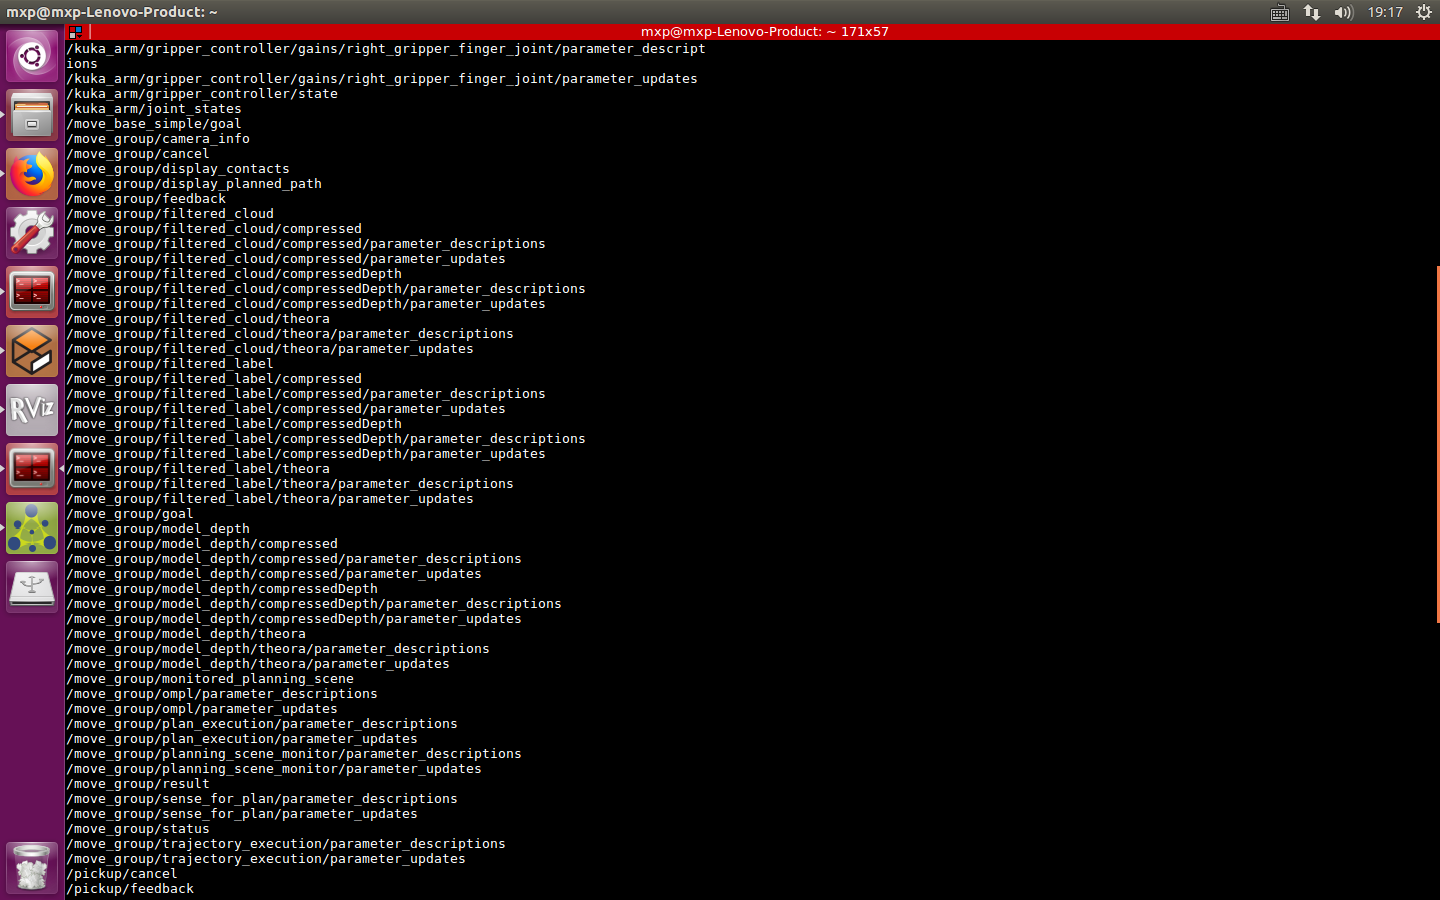 mxp@mxp-Lenovo-Product: ~
19:17
mxp@mxp-Lenovo-Product: ~ 171x57
/kuka_arm/gripper_controller/gains/right_gripper_finger_joint/parameter_descript
ions
/kuka_arm/gripper_controller/gains/right_gripper_finger_joint/parameter_updates
/kuka_arm/gripper_controller/state
/kuka_arm/joint_states
/move_base_simple/goal
/move_group/camera_info
/move_group/cancel
/move_group/display_contacts
/move_group/display_planned_path
/move_group/feedback
/move_group/filtered_cloud
/move_group/filtered_cloud/compressed
/move_group/filtered_cloud/compressed/parameter_descriptions
/move_group/filtered_cloud/compressed/parameter_updates
/move_group/filtered_cloud/compressedDepth
/move_group/filtered_cloud/compressedDepth/parameter_descriptions
/move_group/filtered_cloud/compressedDepth/parameter_updates
/move_group/filtered_cloud/theora
/move_group/filtered_cloud/theora/parameter_descriptions
/move_group/filtered_cloud/theora/parameter_updates
/move_group/filtered_label
/move_group/filtered_label/compressed
/move_group/filtered_label/compressed/parameter_descriptions
/move_group/filtered_label/compressed/parameter_updates
/move_group/filtered_label/compressedDepth
/move_group/filtered_label/compressedDepth/parameter_descriptions
/move_group/filtered_label/compressedDepth/parameter_updates
/move_group/filtered_label/theora
/move_group/filtered_label/theora/parameter_descriptions
/move_group/filtered_label/theora/parameter_updates
/move_group/goal
/move_group/model_depth
/move_group/model_depth/compressed
/move_group/model_depth/compressed/parameter_descriptions
/move_group/model_depth/compressed/parameter_updates
/move_group/model_depth/compressedDepth
/move_group/model_depth/compressedDepth/parameter_descriptions
/move_group/model_depth/compressedDepth/parameter_updates
/move_group/model_depth/theora
/move_group/model_depth/theora/parameter_descriptions
/move_group/model_depth/theora/parameter_updates
/move_group/monitored_planning_scene
/move_group/ompl/parameter_descriptions
/move_group/ompl/parameter_updates
/move_group/plan_execution/parameter_descriptions
/move_group/plan_execution/parameter_updates
/move_group/planning_scene_monitor/parameter_descriptions
/move_group/planning_scene_monitor/parameter_updates
/move_group/result
/move_group/sense_for_plan/parameter_descriptions
/move_group/sense_for_plan/parameter_updates
/move_group/status
/move_group/trajectory_execution/parameter_descriptions
/move_group/trajectory_execution/parameter_updates
/pickup/cancel
/pickup/feedback
RViz